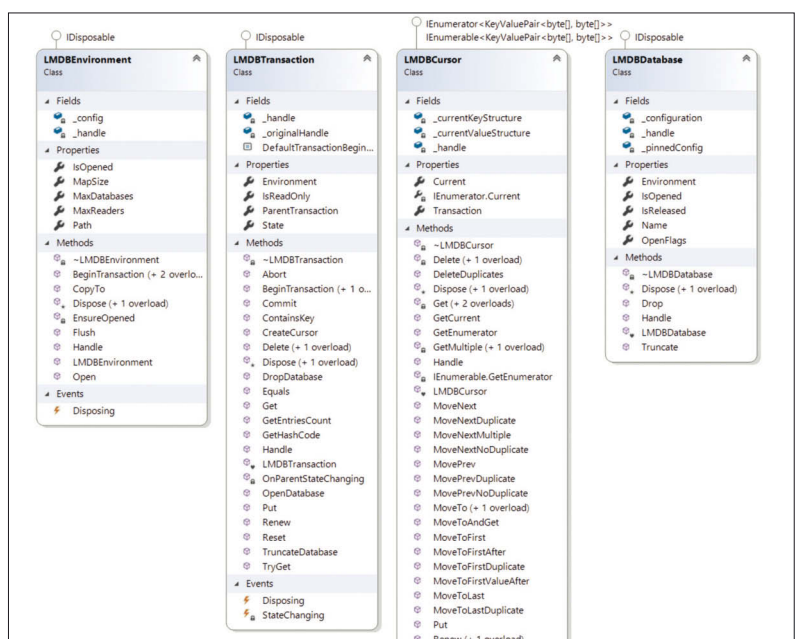 IDisposable
LMDBEnvironment
Class
Fields
_config
_handle
Properties
IsOpened
MapSize
MaxDatabases
MaxReaders
Path
Methods
~LMDBEnvironment
BeginTransaction (+ 2 overlo...
CopyTo
Dispose (+ 1 overload)
EnsureOpened
Flush
Handle
LMDBEnvironment
Open
Events
Disposing
IDisposable
LMDBTransaction
Class
Fields
_handle
_originalHandle
DefaultTransactionBegin...
Properties
Environment
IsReadOnly
ParentTransaction
State
Methods
~LMDBTransaction
Abort
BeginTransaction (+ 1 o...
Commit
ContainsKey
CreateCursor
Delete (+ 1 overload)
Dispose (+ 1 overload)
DropDatabase
Equals
Get
GetEntriesCount
GetHashCode
Handle
LMDBTransaction
OnParentStateChanging
OpenDatabase
Put
Renew
Reset
TruncateDatabase
TryGet
Events
Disposing
StateChanging
IEnumerator<KeyValuePair<byte[], byte[]>>
IEnumerable<KeyValuePair<byte[], byte[]>>
LMDBCursor
Class
Fields
_currentKeyStructure
_currentValueStructure
_handle
Properties
Current
IEnumerator.Current
Transaction
Methods
~LMDBCursor
Delete (+ 1 overload)
DeleteDuplicates
Dispose (+ 1 overload)
Get (+ 2 overloads)
GetCurrent
GetEnumerator
GetMultiple (+ 1 overload)
Handle
IEnumerable.GetEnumerator
LMDBCursor
MoveNext
MoveNextDuplicate
MoveNextMultiple
MoveNextNoDuplicate
MovePrev
MovePrevDuplicate
MovePrevNoDuplicate
MoveTo (+ 1 overload)
MoveToAndGet
MoveToFirst
MoveToFirstAfter
MoveToFirstDuplicate
MoveToFirstValueAfter
MoveToLast
MoveToLastDuplicate
Put
Renew (+ 1 overload)
IDisposable
LMDBDatabase
Class
Fields
_configuration
_handle
_pinnedConfig
Properties
Environment
IsOpened
IsReleased
Name
OpenFlags
Methods
~LMDBDatabase
Dispose (+ 1 overload)
Drop
Handle
LMDBDatabase
Truncate